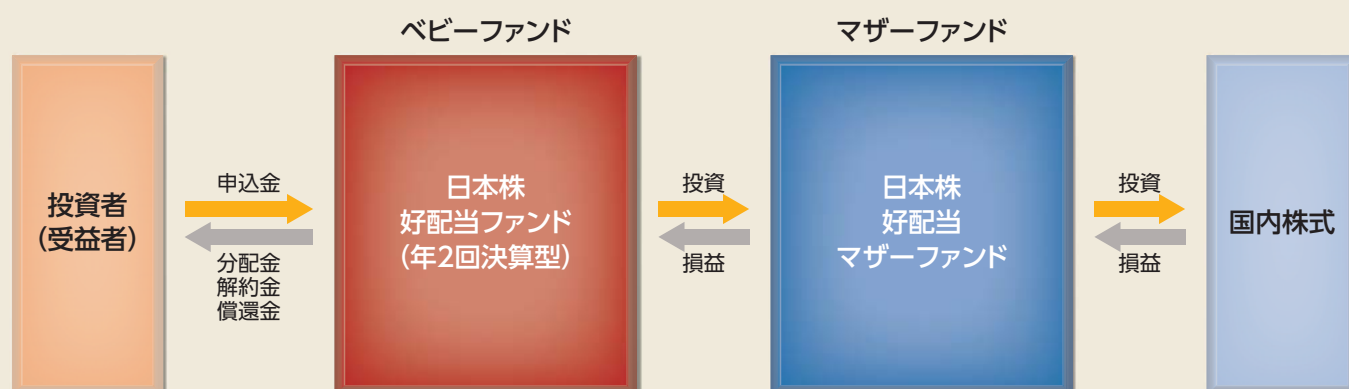 ベビーファンド
マザーファンド
投資者
(受益者)
申込金
分配金
解約金
償還金
日本株
好配当ファンド
(年2回決算型)
投資
損益
日本株
好配当
マザーファンド
投資
損益
国内株式